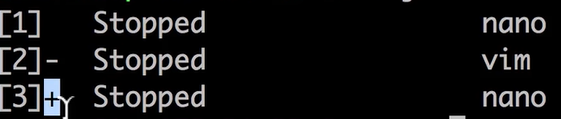 [1]   Stopped                 nano
[2]-  Stopped                 vim
[3]+  Stopped                 nano